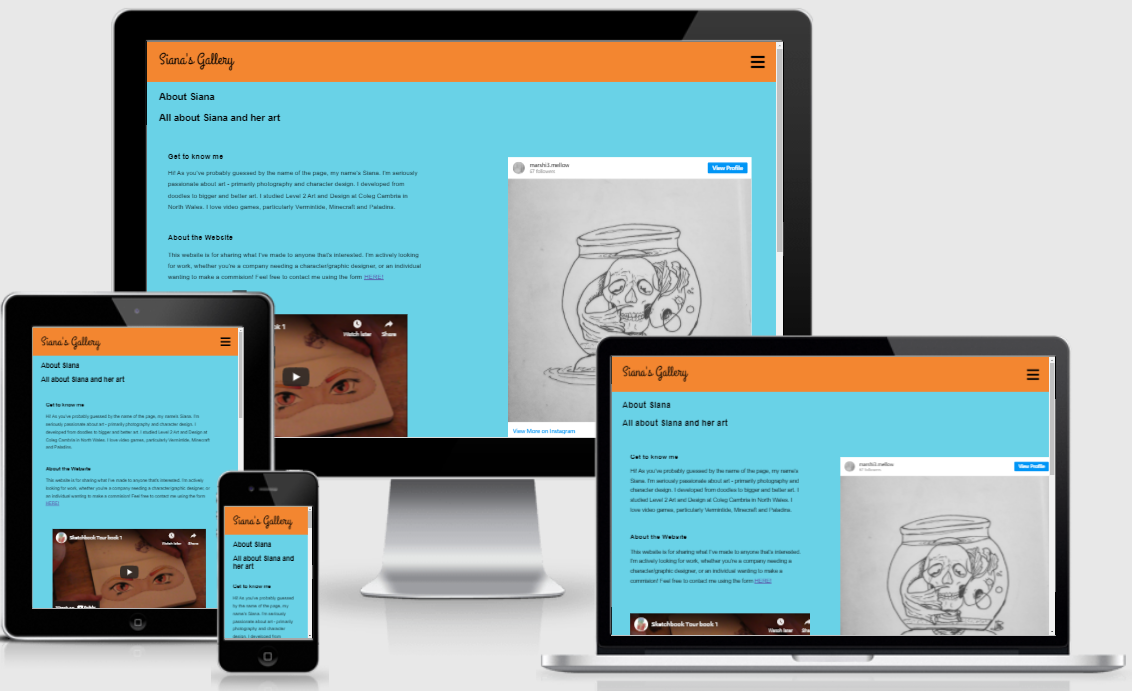 Siana's Gallery
About Siana
All about Siana and her art
Get to know me
Hi! As you've probably guessed by the name of the page, my name's Siana. I'm seriously
passionate about art - primarily photography and character design. I developed from
doodles to bigger and better art. I studied Level 2 Art and Design at Coleg Cambria in
North Wales. I love video games, particularly Vermintide, Minecraft and Paladins.
About the Website
This website is for sharing what I've made to anyone that's interested. I'm actively looking
for work, whether you're a company needing a character/graphic designer, or an individual
wanting to make a commision! Feel free to contact me using the form HERE!
book 1
Watch later
Share
marshi3.mellow
67 followers
View Profile
View More on Instagram
Siana's Gallery
About Siana
All about Siana and her art
Get to know me
Hi! As you've probably guessed by the name of the page, my name's Siana. I'm
seriously passionate about art - primarily photography and character design. I
developed from doodles to bigger and better art. I studied Level 2 Art and Design at
Coleg Cambria in North Wales. I love video games, particularly Vermintide, Minecraft
and Paladins.
About the Website
This website is for sharing what I've made to anyone that's interested. I'm actively
looking for work, whether you're a company needing a character/graphic designer, or
an individual wanting to make a commision! Feel free to contact me using the form
HERE!
Sketchbook Tour book 1
Watch later
Share
Siana's Gallery
About Siana
All about Siana and
her art
Get to know me
Hi! As you've probably guessed
by the name of the page, my
name's Siana. I'm seriously
passionate about art - primarily
photography and character
design. I developed from
Siana's Gallery
About Siana
All about Siana and her art
Get to know me
Hi! As you've probably guessed by the name of the page, my name's
Siana. I'm seriously passionate about art - primarily photography and
character design. I developed from doodles to bigger and better art. I
studied Level 2 Art and Design at Coleg Cambria in North Wales. I
love video games, particularly Vermintide, Minecraft and Paladins.
About the Website
This website is for sharing what I've made to anyone that's interested.
I'm actively looking for work, whether you're a company needing a
character/graphic designer, or an individual wanting to make a
commision! Feel free to contact me using the form HERE!
Sketchbook Tour book 1
Watch later
Sha
marshi3.mellow
67 followers
View Profile